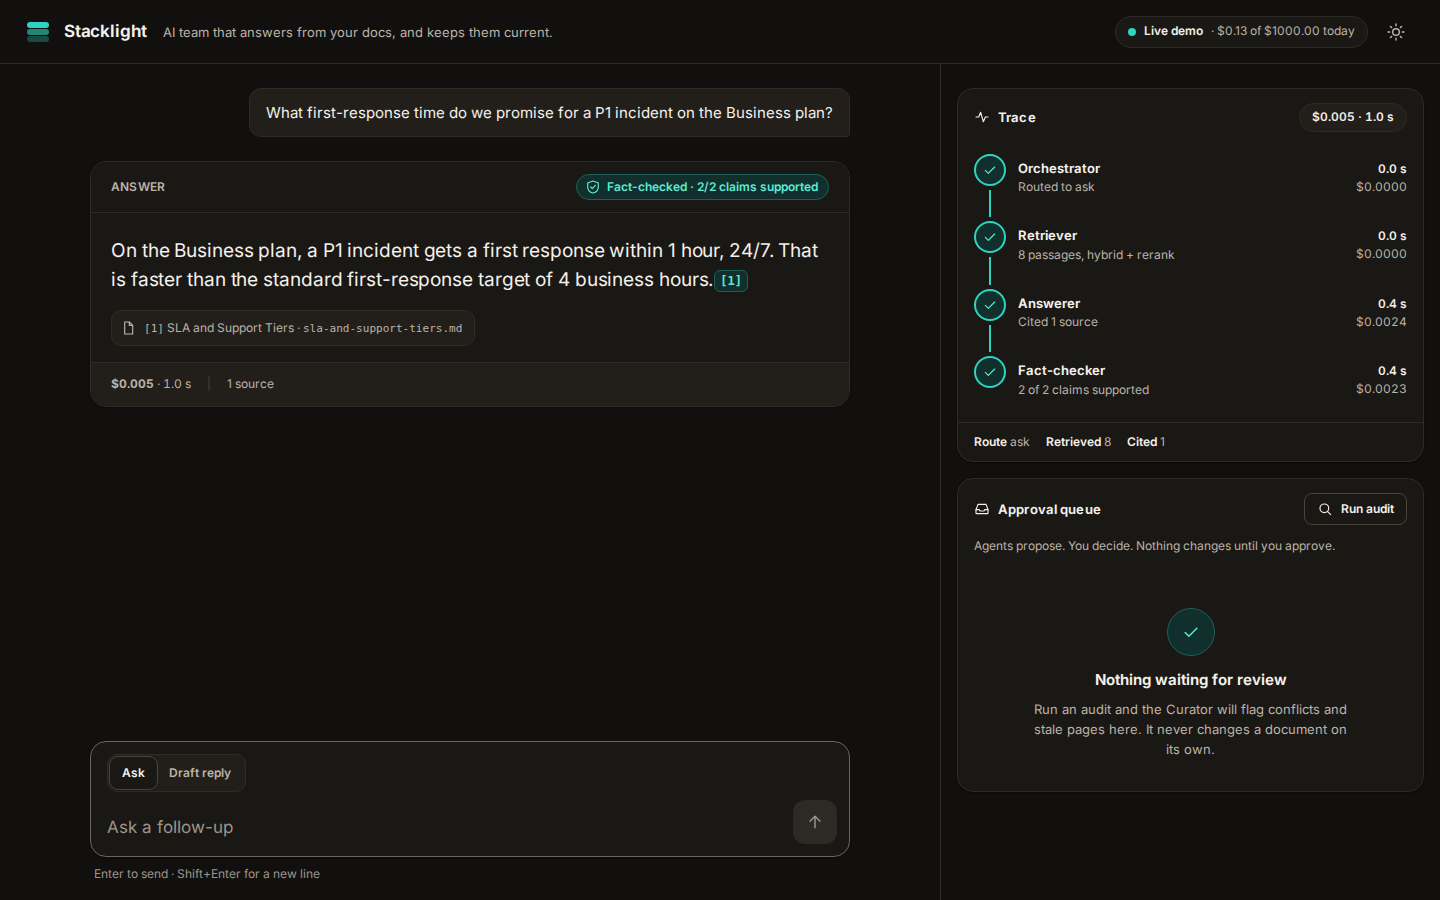 Stacklight
AI team that answers from your docs, and keeps them current.
Live demo · $0.13 of $1000.00 today
What first-response time do we promise for a P1 incident on the Business plan?
ANSWER
Fact-checked · 2/2 claims supported
On the Business plan, a P1 incident gets a first response within 1 hour, 24/7. That
is faster than the standard first-response target of 4 business hours. [1]
[1] SLA and Support Tiers · sla-and-support-tiers.md
$0.005 · 1.0 s | 1 source
Ask
Draft reply
Ask a follow-up
Enter to send · Shift+Enter for a new line
Trace
$0.005 · 1.0 s
Orchestrator 0.0 s
Routed to ask $0.0000
Retriever 0.0 s
8 passages, hybrid + rerank $0.0000
Answerer 0.4 s
Cited 1 source $0.0024
Fact-checker 0.4 s
2 of 2 claims supported $0.0023
Route ask Retrieved 8 Cited 1
Approval queue
Run audit
Agents propose. You decide. Nothing changes until you approve.
Nothing waiting for review
Run an audit and the Curator will flag conflicts and
stale pages here. It never changes a document on
its own.